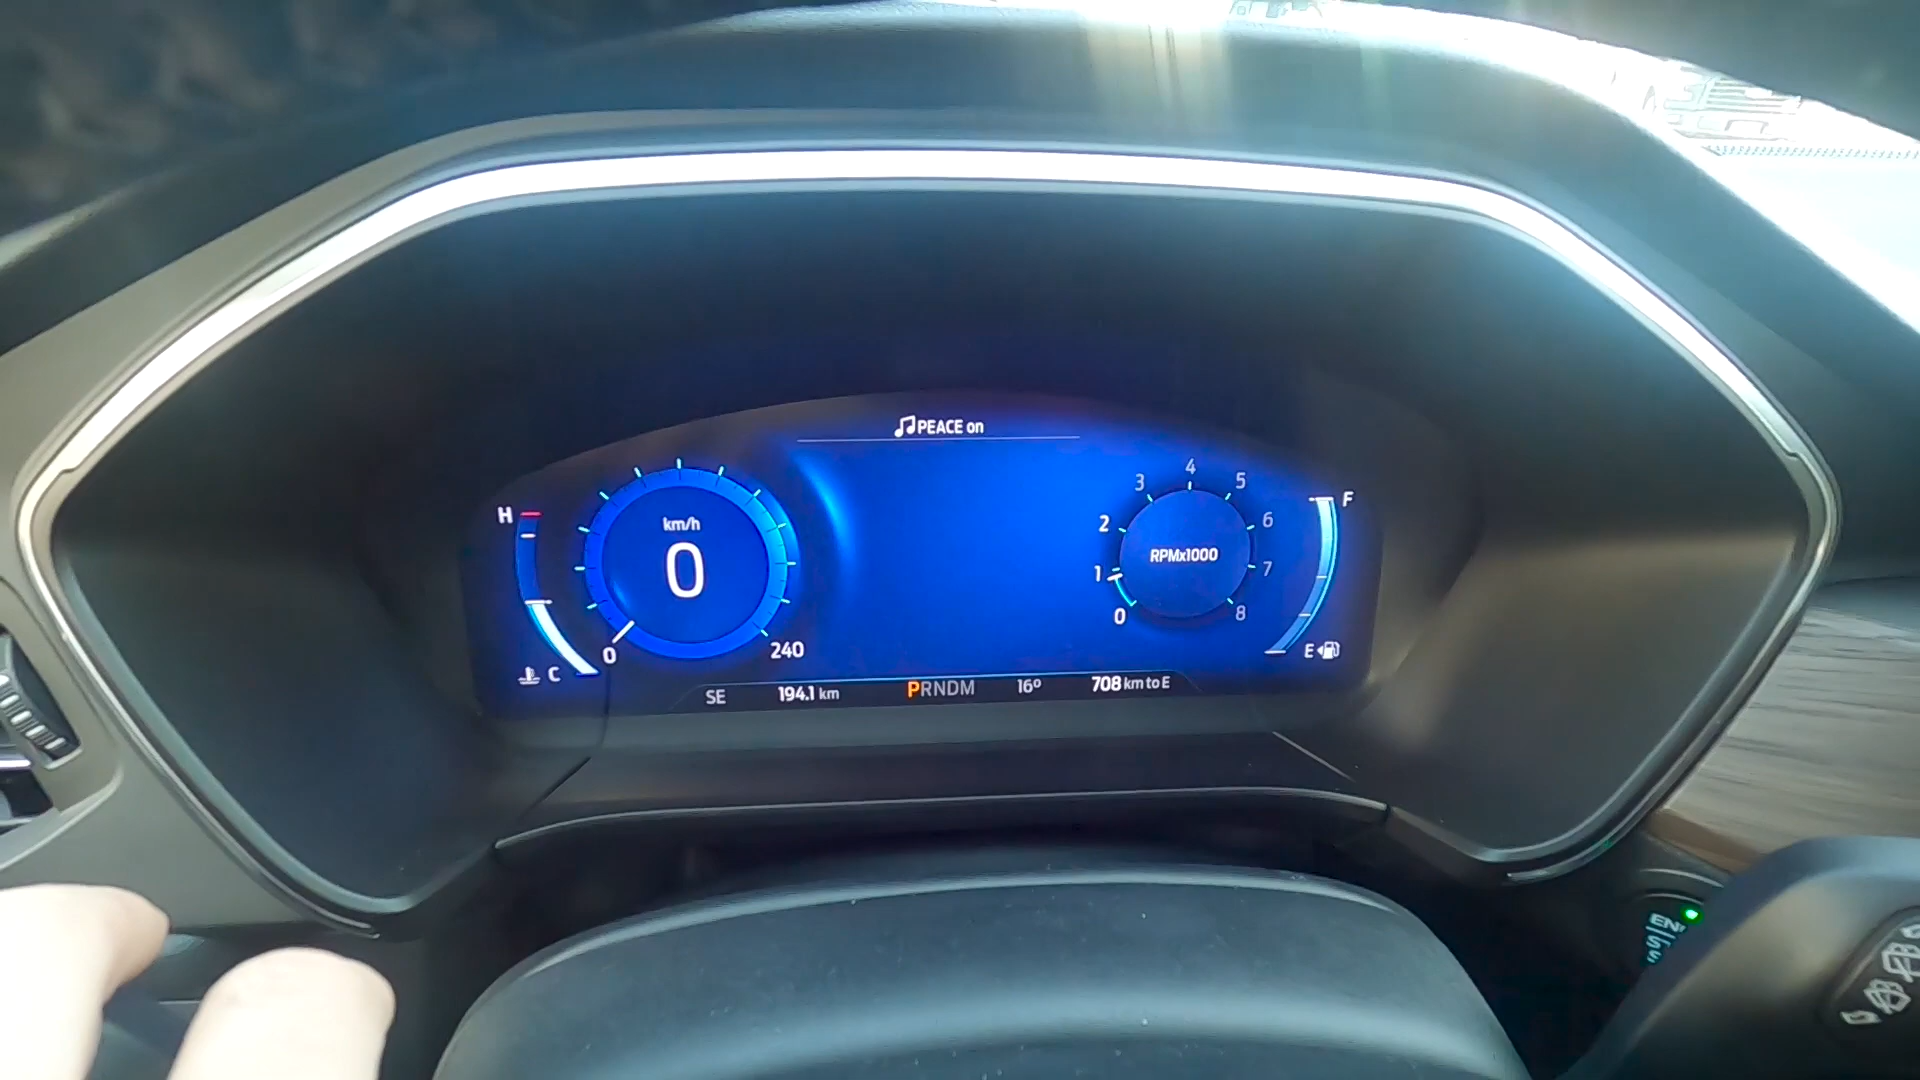 ♫PEACE on
H
C
km/h
0
0
240
RPMx1000
0
1
2
3
4
5
6
7
8
F
E
SE
194.1 km
PRNDM
16º
708 km to E